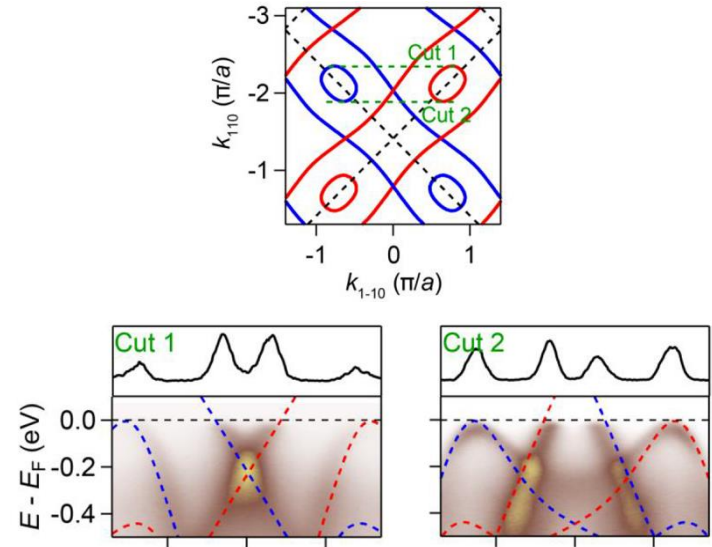 -3
-2
-1
k110 (π/a)
Cut 1
Cut 2
-1 0 1
k1-10 (π/a)
Cut 1 Cut 2
0.0
-0.2
-0.4
E - EF (eV)